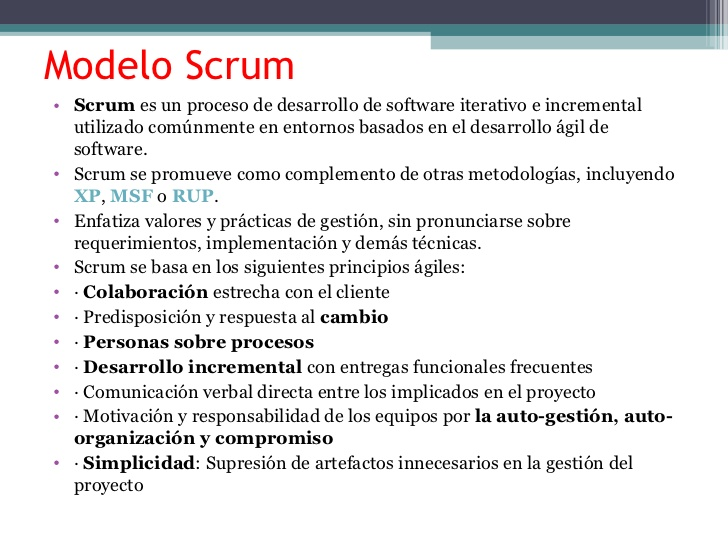 Modelo Scrum
• Scrum es un proceso de desarrollo de software iterativo e incremental
utilizado comúnmente en entornos basados en el desarrollo ágil de
software.
• Scrum se promueve como complemento de otras metodologías, incluyendo
XP, MSF o RUP.
• Enfatiza valores y prácticas de gestión, sin pronunciarse sobre
requerimientos, implementación y demás técnicas.
• Scrum se basa en los siguientes principios ágiles:
• · Colaboración estrecha con el cliente
• · Predisposición y respuesta al cambio
• · Personas sobre procesos
• · Desarrollo incremental con entregas funcionales frecuentes
• · Comunicación verbal directa entre los implicados en el proyecto
• · Motivación y responsabilidad de los equipos por la auto-gestión, auto-
organización y compromiso
• · Simplicidad: Supresión de artefactos innecesarios en la gestión del
proyecto